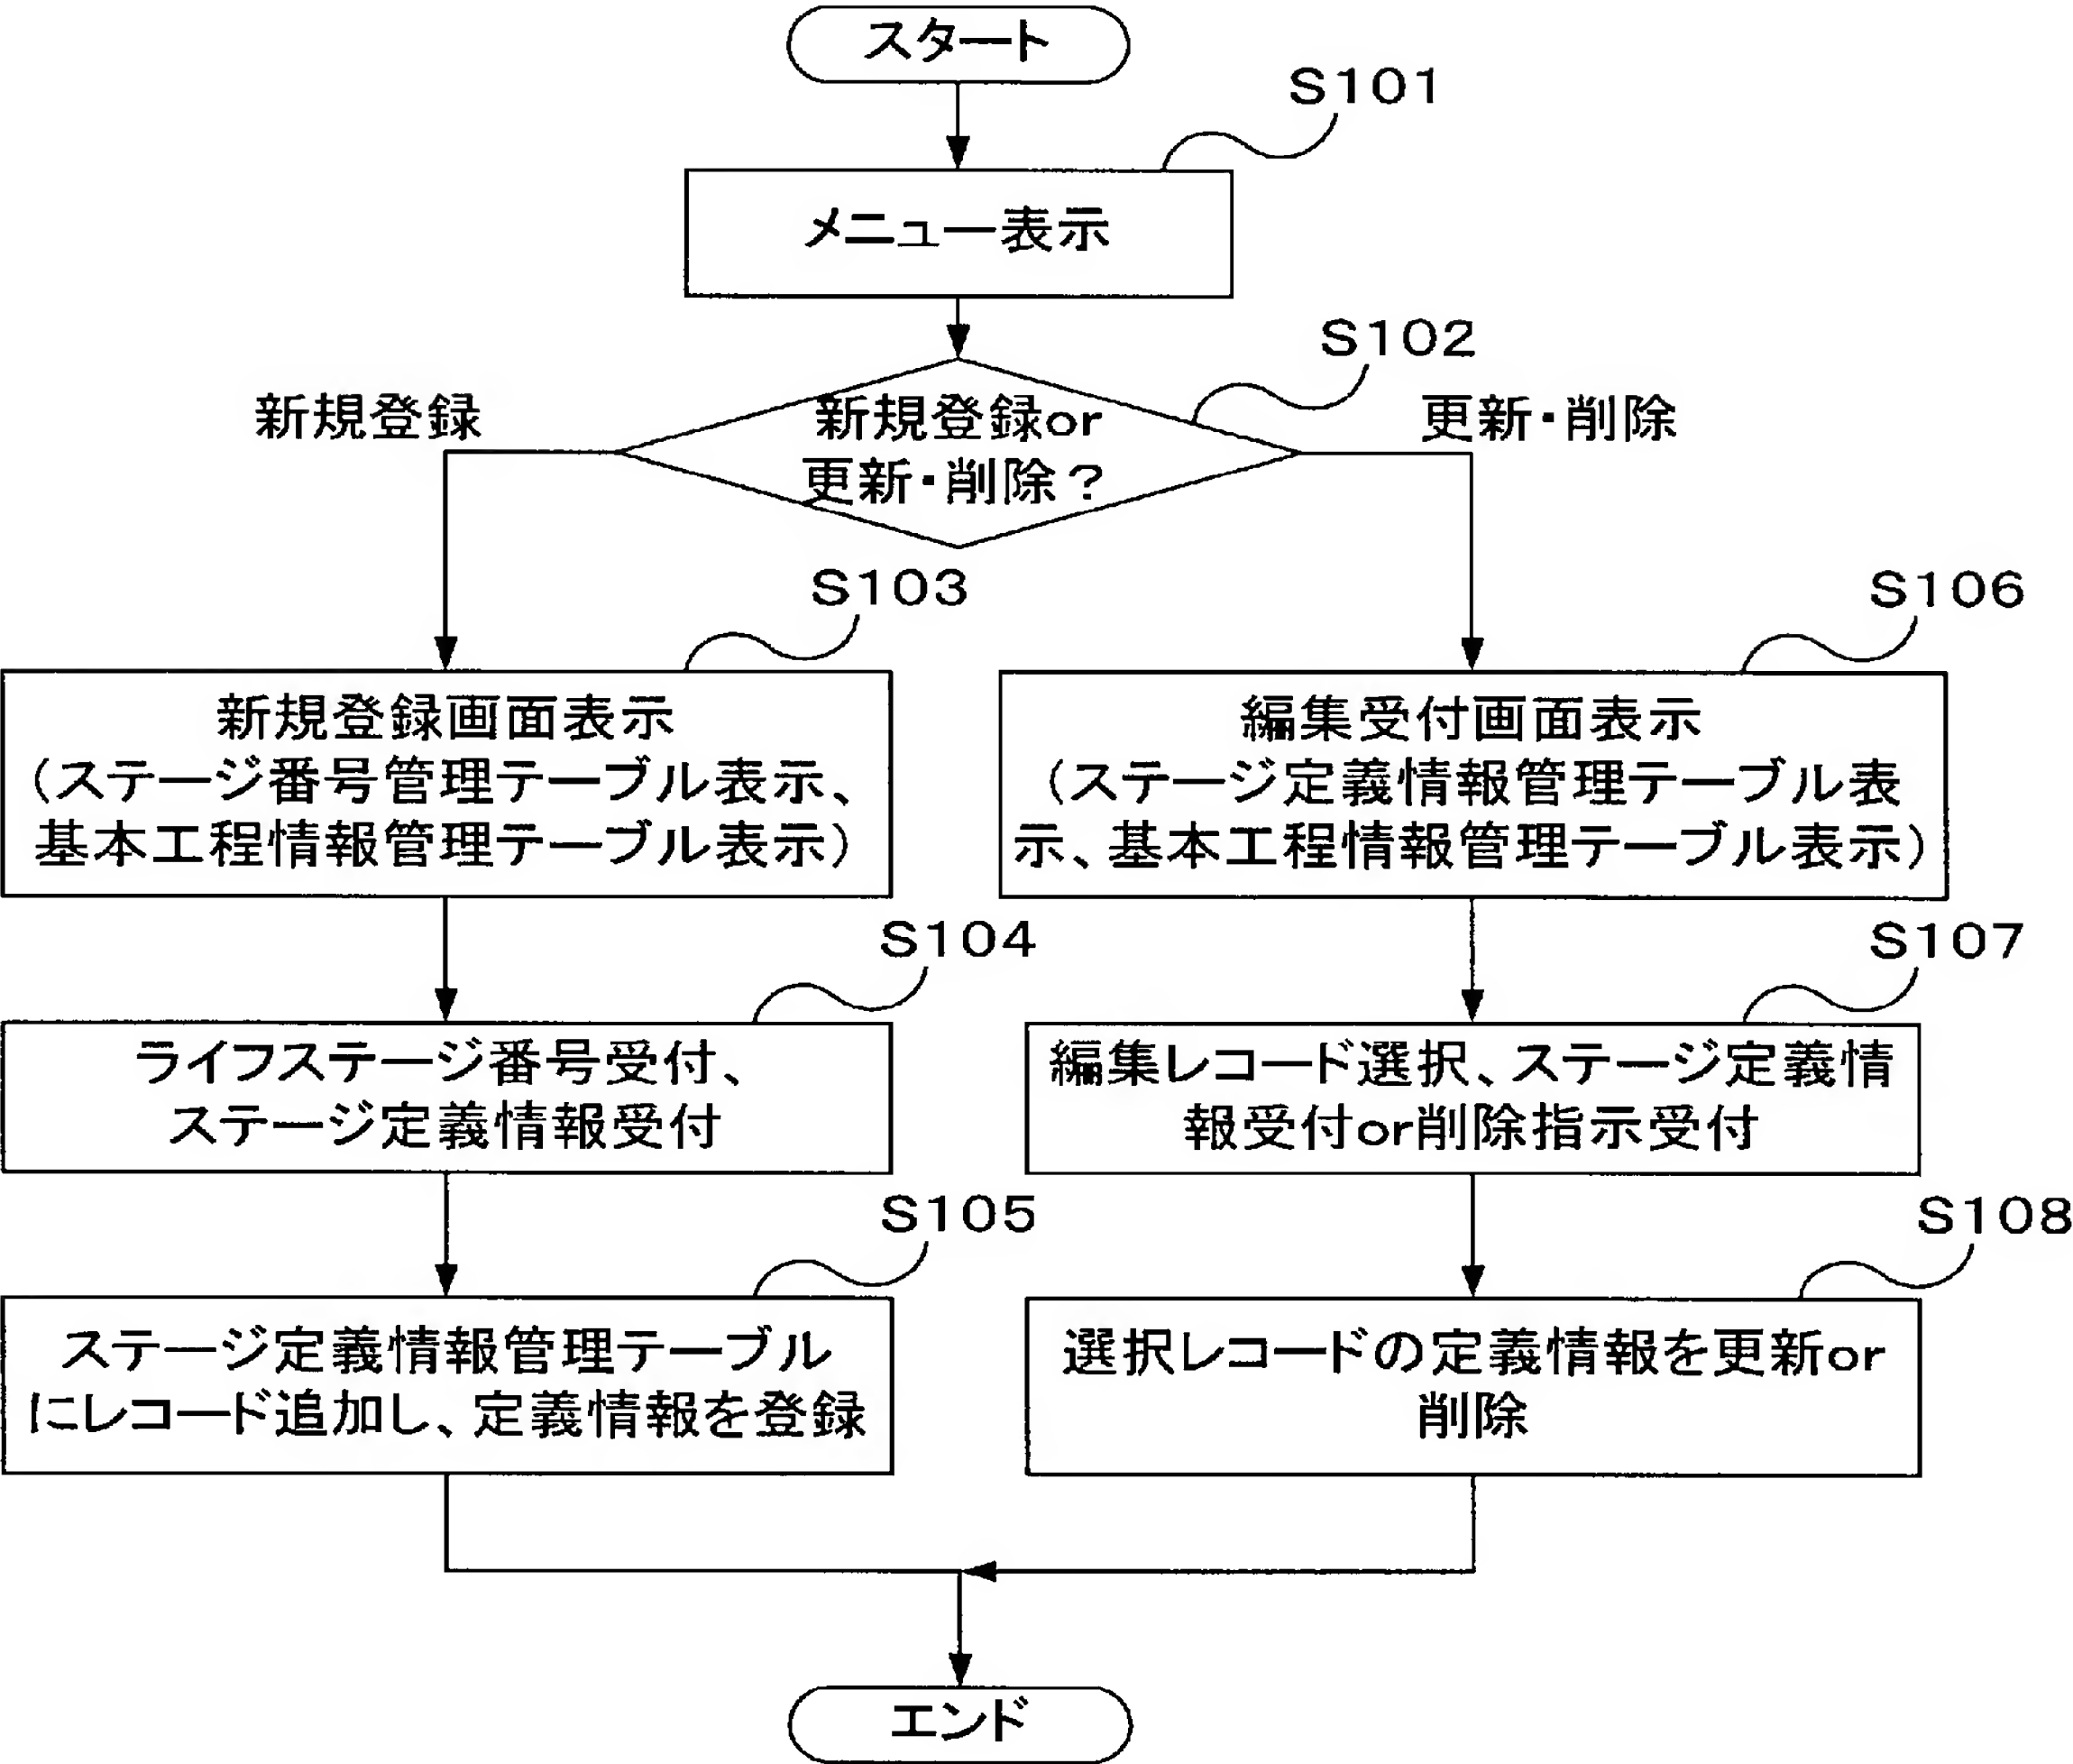 スタート
S101
メニュー表示
S102
新規登録
新規登録or
更新・削除？
更新・削除
S103
新規登録画面表示
（ステージ番号管理テーブル表示、
基本工程情報管理テーブル表示）
S106
編集受付画面表示
（ステージ定義情報管理テーブル表
示、基本工程情報管理テーブル表示）
S104
ライフステージ番号受付、
ステージ定義情報受付
S107
編集レコード選択、ステージ定義情
報受付or削除指示受付
S105
ステージ定義情報管理テーブル
にレコード追加し、定義情報を登録
S108
選択レコードの定義情報を更新or
削除
エンド